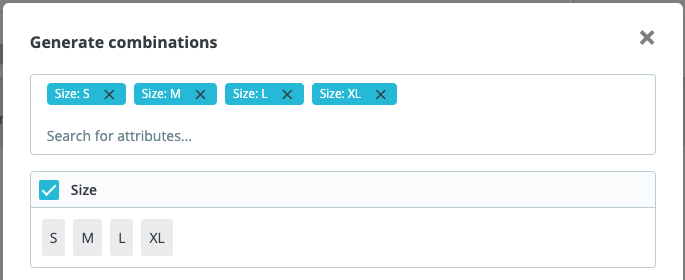 Generate combinations
Size: S Size: M Size: L Size: XL
Search for attributes...
Size
S M L XL